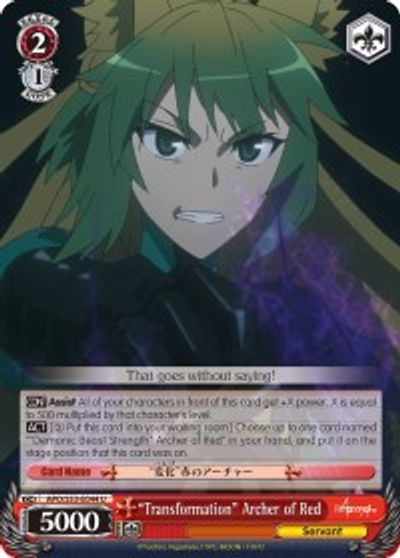 2
1
That goes without saying!
CONT Assist All of your characters in front of this card get +X power. X is equal
to 500 multiplied by that character's level.
ACT [① Put this card into your waiting room] Choose up to one card named
""Demonic Beast Strength" Archer of Red" in your hand, and put it on the
stage position that this card was in.
Card Name
"変化" 赤のアーチャー
5000
"Transformation" Archer of Red
Servant